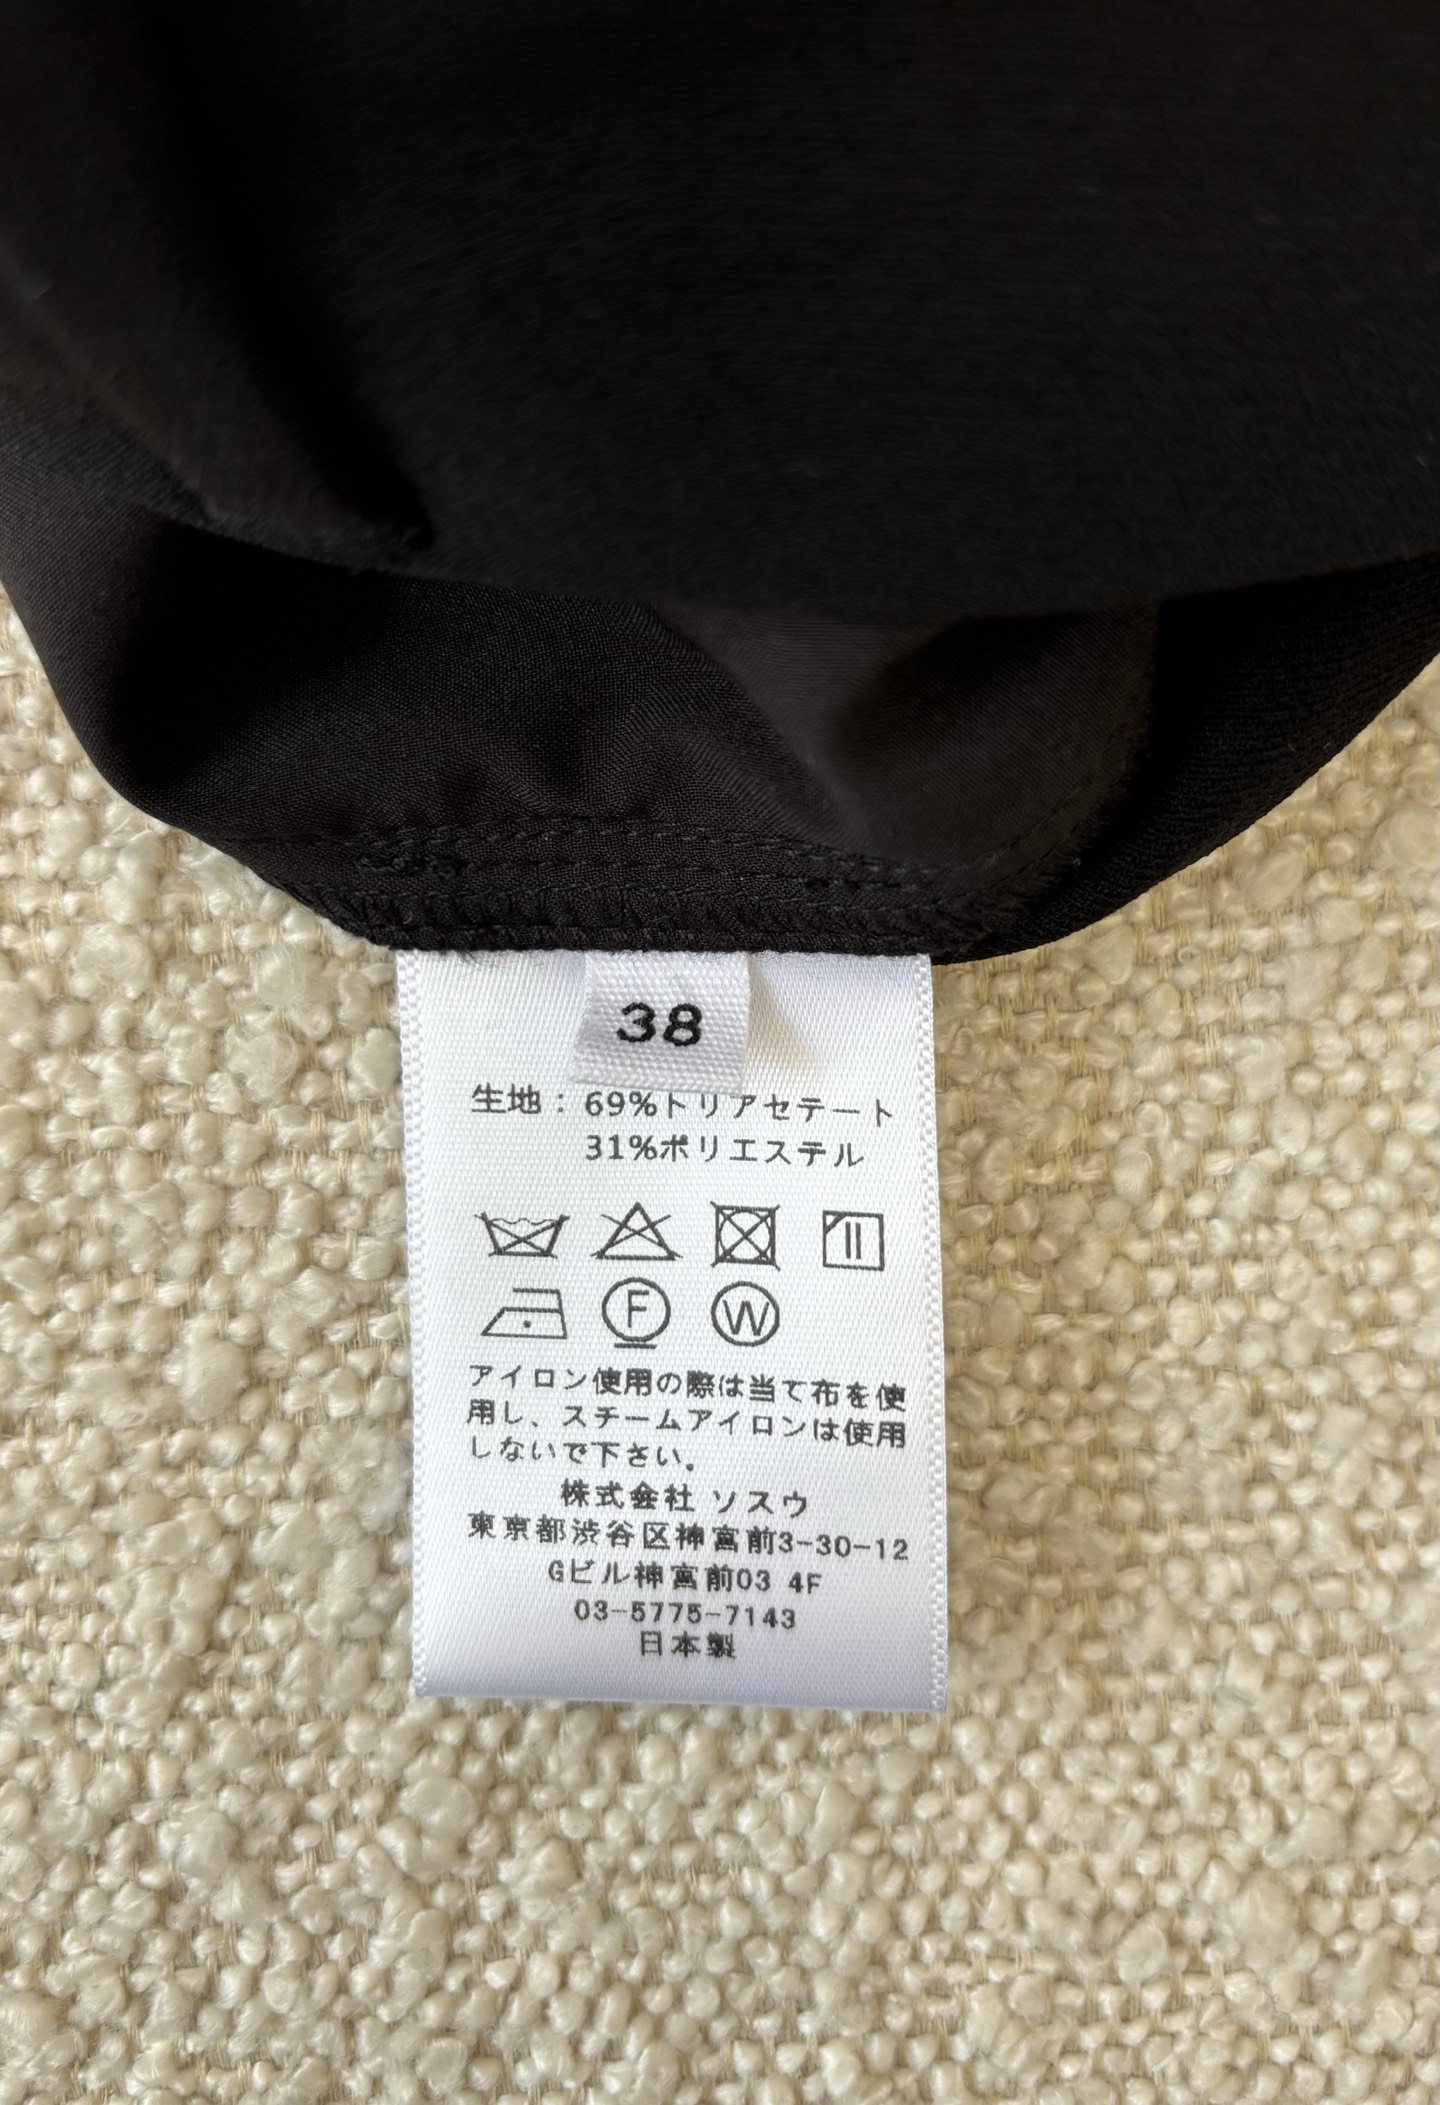 38
生地：69%トリアセテート
31%ポリエステル
F W
アイロン使用の際は当て布を使
用し、スチームアイロンは使用
しないで下さい。
株式会社 ソスウ
東京都渋谷区神宮前3-30-12
Gビル神宮前03 4F
03-5775-7143
日本製